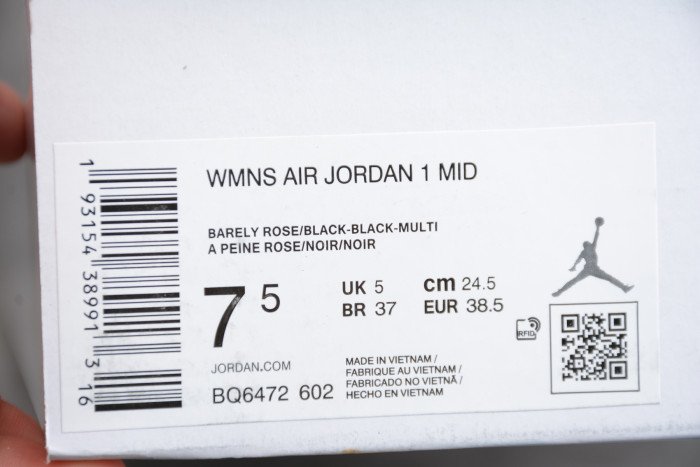 WMNS AIR JORDAN 1 MID
BARELY ROSE/BLACK-BLACK-MULTI
A PEINE ROSE/NOIR/NOIR
7 5
UK 5 cm 24.5
BR 37 EUR 38.5
RFID
JORDAN.COM
BQ6472 602
MADE IN VIETNAM /
FABRIQUE AU VIETNAM /
FABRICADO NO VIETNÃ /
HECHO EN VIETNAM
1 93154 38991 3 16